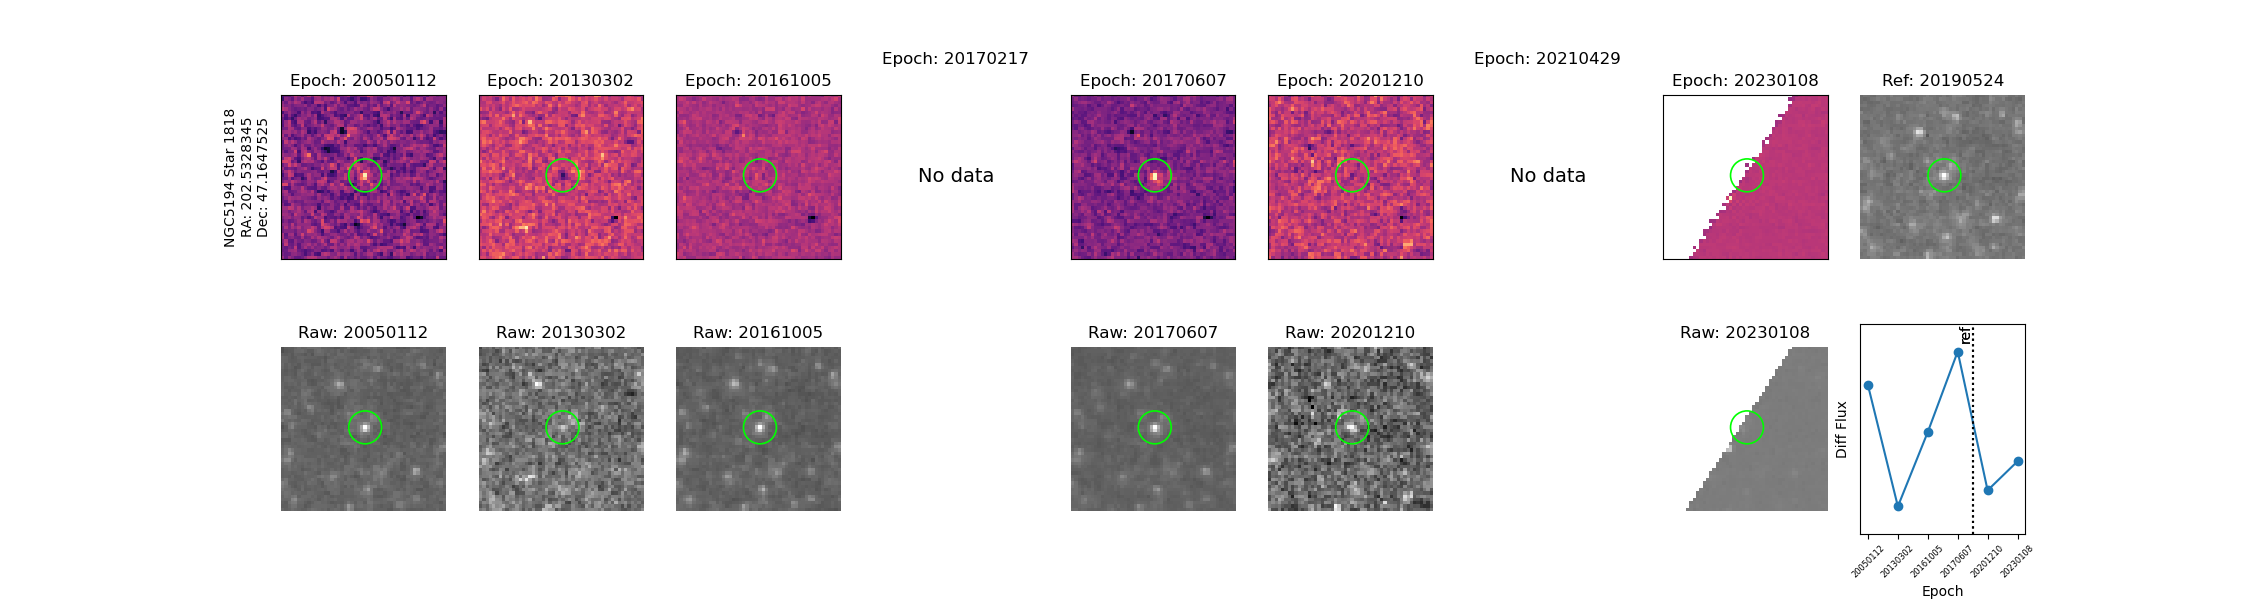 Epoch: 20170217
Epoch: 20210429
Epoch: 20050112
Epoch: 20130302
Epoch: 20161005
Epoch: 20170607
Epoch: 20201210
Epoch: 20230108
Ref: 20190524
NGC5194 Star 1818
RA: 202.5328345
Dec: 47.1647525
No data
No data
Raw: 20050112
Raw: 20130302
Raw: 20161005
Raw: 20170607
Raw: 20201210
Raw: 20230108
ref
Diff Flux
20050112
20130302
20161005
20170607
20201210
20230108
Epoch